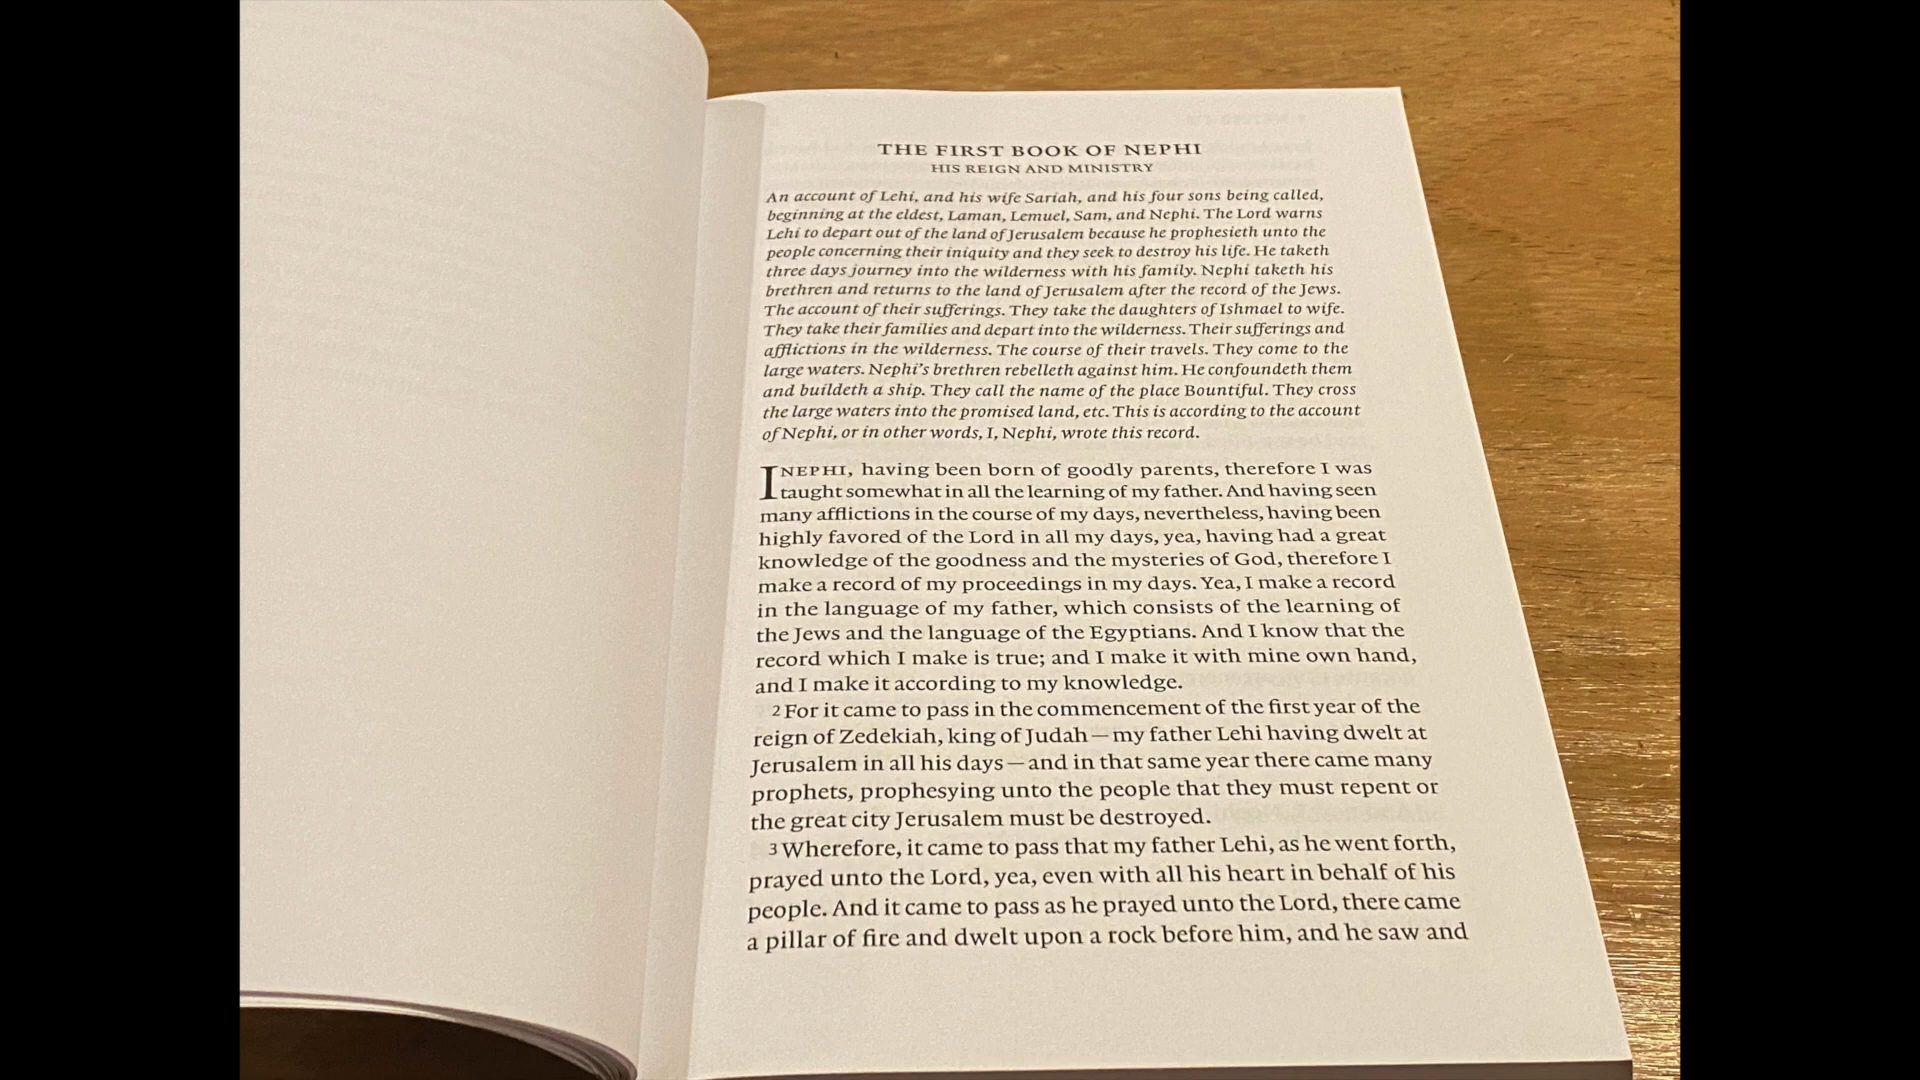 THE FIRST BOOK OF NEPHI
HIS REIGN AND MINISTRY
An account of Lehi, and his wife Sariah, and his four sons being called,
beginning at the eldest, Laman, Lemuel, Sam, and Nephi. The Lord warns
Lehi to depart out of the land of Jerusalem because he prophesieth unto the
people concerning their iniquity and they seek to destroy his life. He taketh
three days journey into the wilderness with his family. Nephi taketh his
brethren and returns to the land of Jerusalem after the record of the Jews.
The account of their sufferings. They take the daughters of Ishmael to wife.
They take their families and depart into the wilderness. Their sufferings and
afflictions in the wilderness. The course of their travels. They come to the
large waters. Nephi’s brethren rebelleth against him. He confoundeth them
and buildeth a ship. They call the name of the place Bountiful. They cross
the large waters into the promised land, etc. This is according to the account
of Nephi, or in other words, I, Nephi, wrote this record.
I NEPHI, having been born of goodly parents, therefore I was
taught somewhat in all the learning of my father. And having seen
many afflictions in the course of my days, nevertheless, having been
highly favored of the Lord in all my days, yea, having had a great
knowledge of the goodness and the mysteries of God, therefore I
make a record of my proceedings in my days. Yea, I make a record
in the language of my father, which consists of the learning of
the Jews and the language of the Egyptians. And I know that the
record which I make is true; and I make it with mine own hand,
and I make it according to my knowledge.
2 For it came to pass in the commencement of the first year of the
reign of Zedekiah, king of Judah — my father Lehi having dwelt at
Jerusalem in all his days — and in that same year there came many
prophets, prophesying unto the people that they must repent or
the great city Jerusalem must be destroyed.
3 Wherefore, it came to pass that my father Lehi, as he went forth,
prayed unto the Lord, yea, even with all his heart in behalf of his
people. And it came to pass as he prayed unto the Lord, there came
a pillar of fire and dwelt upon a rock before him, and he saw and